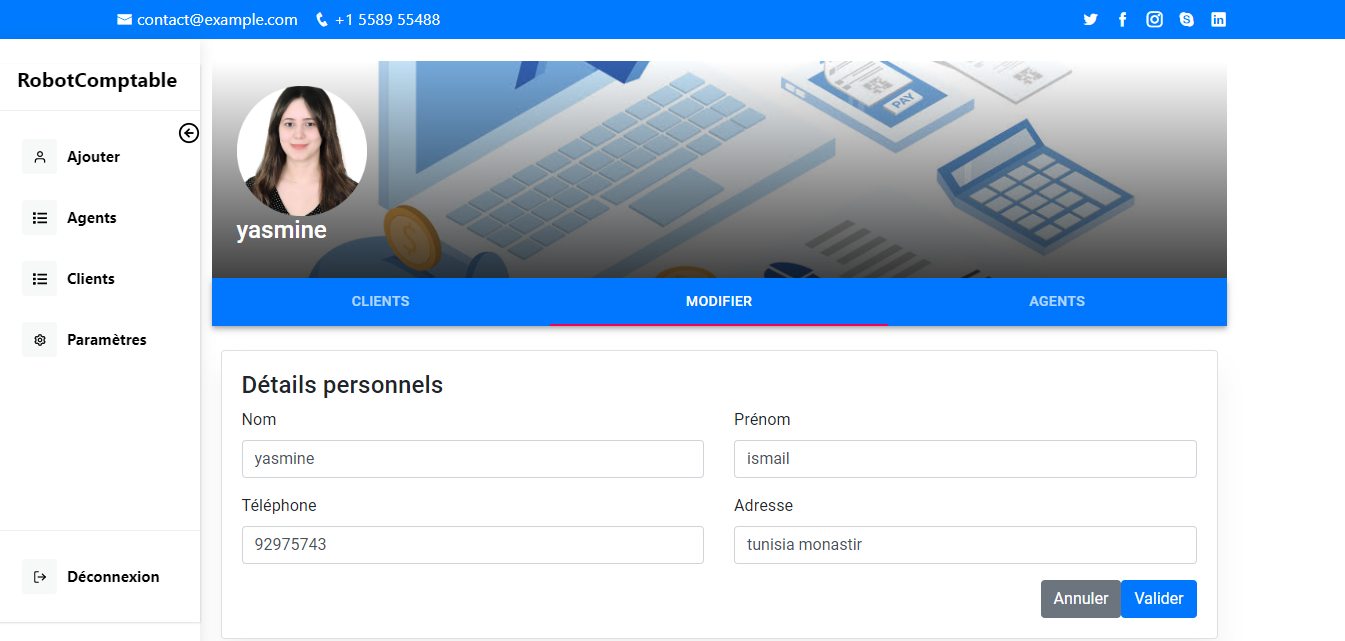 contact@example.com +1 5589 55488
RobotComptable
Ajouter
Agents
Clients
Paramètres
Déconnexion
PAY
yasmine
CLIENTS MODIFIER AGENTS
Détails personnels
Nom Prénom
yasmine ismail
Téléphone Adresse
92975743 tunisia monastir
Annuler Valider